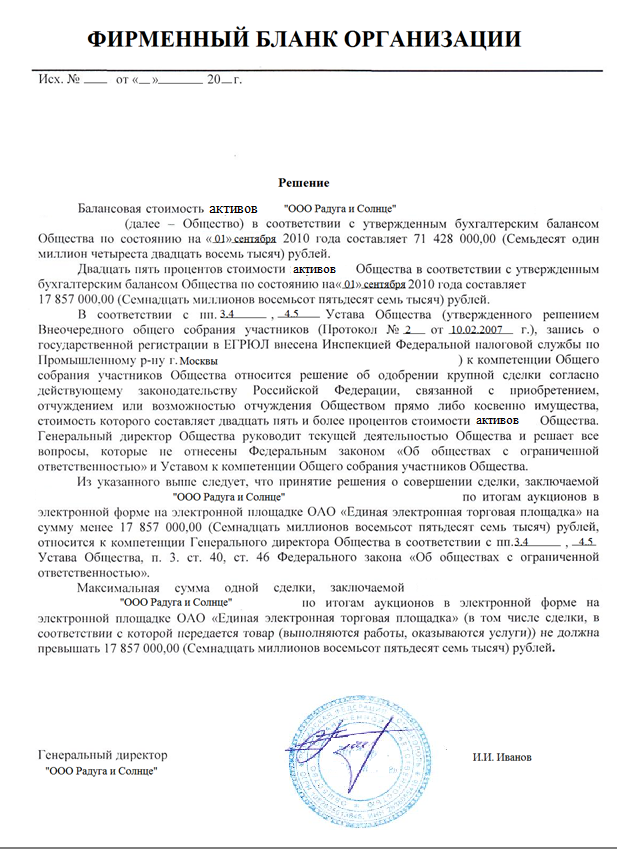 ФИРМЕННЫЙ БЛАНК ОРГАНИЗАЦИИ
Исх. № ____ от «__»________ 20__г.
Решение
Балансовая стоимость активов "ООО Радуга и Солнце"
(далее – Общество) в соответствии с утвержденным бухгалтерским балансом
Общества по состоянию на «01» сентября 2010 года составляет 71 428 000,00 (Семьдесят один
миллион четыреста двадцать восемь тысяч) рублей.
Двадцать пять процентов стоимости активов Общества в соответствии с утвержденным
бухгалтерским балансом Общества по состоянию на«01»сентября 2010 года составляет
17 857 000,00 (Семнадцать миллионов восемьсот пятьдесят семь тысяч) рублей.
В соответствии с пп. 3.4 , 4.5 Устава Общества (утвержденного решением
Внеочередного общего собрания участников (Протокол № 2 от 10.02.2007 г.), запись о
государственной регистрации в ЕГРЮЛ внесена Инспекцией Федеральной налоговой службы по
Промышленному р-ну г. Москвы ) к компетенции Общего
собрания участников Общества относится решение об одобрении крупной сделки согласно
действующему законодательству Российской Федерации, связанной с приобретением,
отчуждением или возможностью отчуждения Обществом прямо либо косвенно имущества,
стоимость которого составляет двадцать пять и более процентов стоимости активов Общества.
Генеральный директор Общества руководит текущей деятельностью Общества и решает все
вопросы, которые не отнесены Федеральным законом «Об обществах с ограниченной
ответственностью» и Уставом к компетенции Общего собрания участников Общества.
Из указанного выше следует, что принятие решения о совершении сделки, заключаемой
"ООО Радуга и Солнце" по итогам аукционов в
электронной форме на электронной площадке ОАО «Единая электронная торговая площадка» на
сумму менее 17 857 000,00 (Семнадцать миллионов восемьсот пятьдесят семь тысяч) рублей,
относится к компетенции Генерального директора Общества в соответствии с пп. 3.4 , 4.5
Устава Общества, п. 3. ст. 40, ст. 46 Федерального закона «Об обществах с ограниченной
ответственностью».
Максимальная сумма одной сделки, заключаемой
"ООО Радуга и Солнце" по итогам аукционов в электронной форме на
электронной площадке ОАО «Единая электронная торговая площадка» (в том числе сделки, в
соответствии с которой передается товар (выполняются работы, оказываются услуги)) не должна
превышать 17 857 000,00 (Семнадцать миллионов восемьсот пятьдесят семь тысяч) рублей.
Генеральный директор
"ООО Радуга и Солнце"
И.И. Иванов